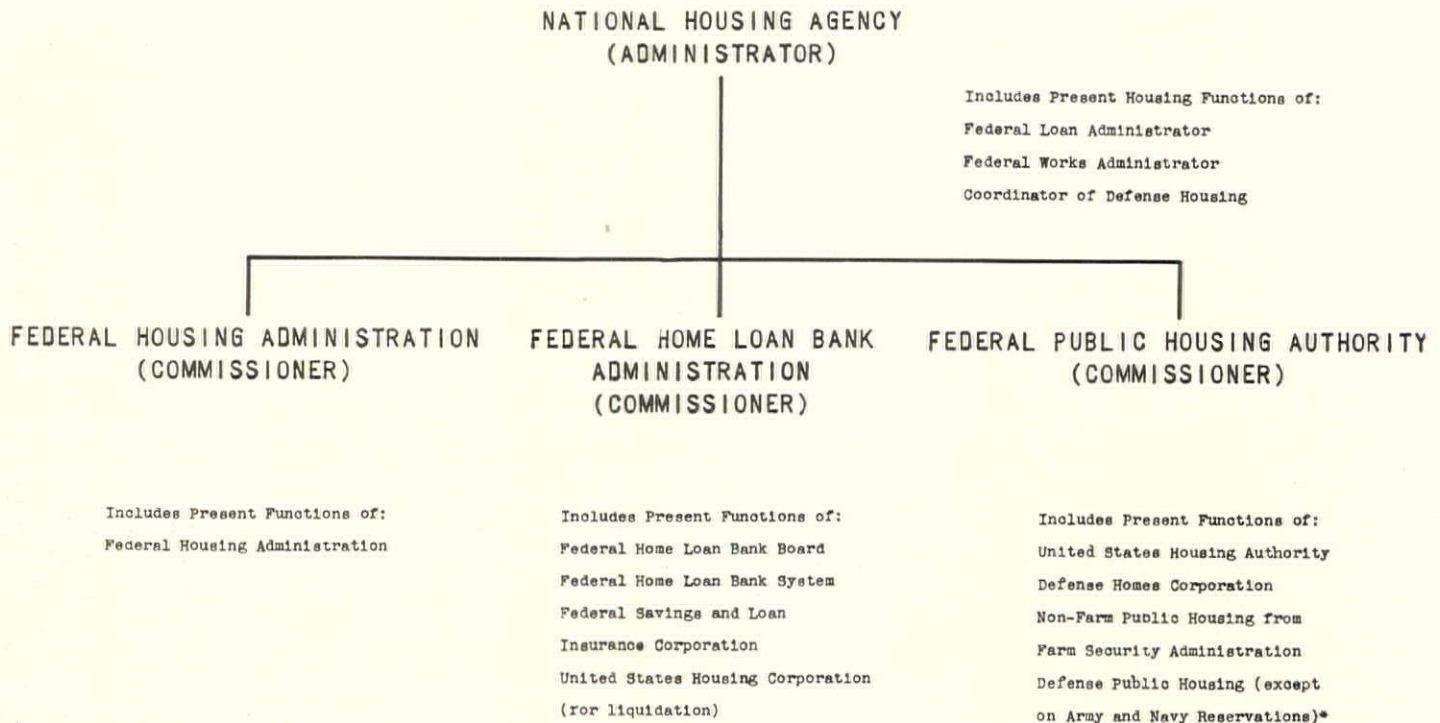 NATIONAL HOUSING AGENCY
(ADMINISTRATOR)
Includes Present Housing Functions of:
Federal Loan Administrator
Federal Works Administrator
Coordinator of Defense Housing
FEDERAL HOUSING ADMINISTRATION
(COMMISSIONER)
FEDERAL HOME LOAN BANK
ADMINISTRATION
(COMMISSIONER)
FEDERAL PUBLIC HOUSING AUTHORITY
(COMMISSIONER)
Includes Present Functions of:
Federal Housing Administration
Includes Present Functions of:
Federal Home Loan Bank Board
Federal Home Loan Bank System
Federal Savings and Loan
Insurance Corporation
United States Housing Corporation
(for liquidation)
Includes Present Functions of:
United States Housing Authority
Defense Homes Corporation
Non-Farm Public Housing from
Farm Security Administration
Defense Public Housing (except
on Army and Navy Reservations)*